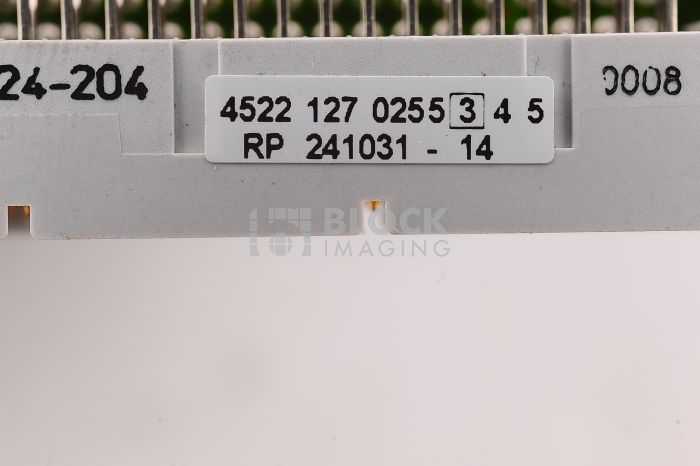 24-204
4522 127 0255 3 4 5
RP 241031 - 14
0008
BLOCK
IMAGING